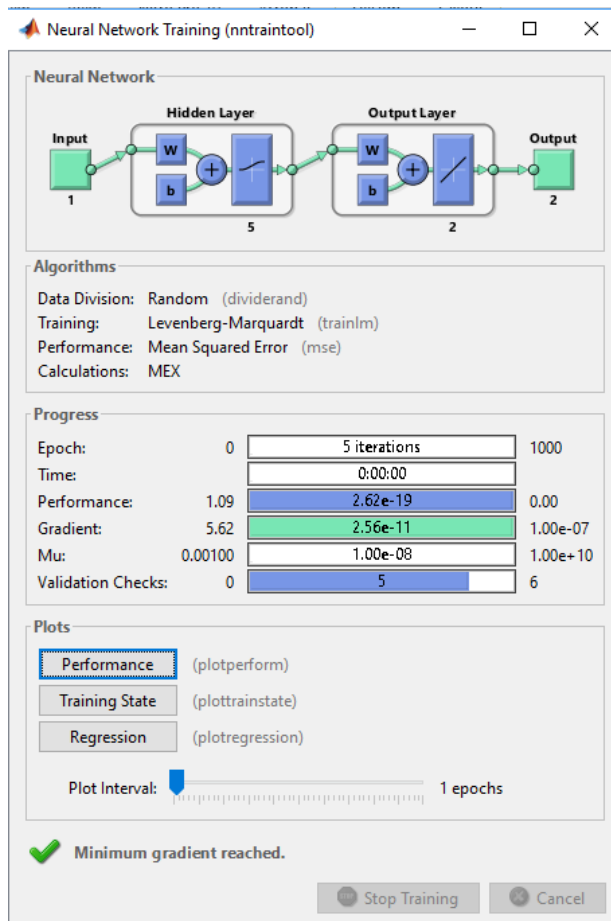 Neural Network Training (nntraintool)
Neural Network
Hidden Layer
Output Layer
Input
Output
W
W
b
b
1
5
2
2
Algorithms
Data Division: Random (dividerand)
Training: Levenberg-Marquardt (trainlm)
Performance: Mean Squared Error (mse)
Calculations: MEX
Progress
Epoch: 0 5 iterations 1000
Time: 0:00:00
Performance: 1.09 2.62e-19 0.00
Gradient: 5.62 2.56e-11 1.00e-07
Mu: 0.00100 1.00e-08 1.00e+10
Validation Checks: 0 5 6
Plots
Performance (plotperform)
Training State (plottrainstate)
Regression (plotregression)
Plot Interval: 1 epochs
Minimum gradient reached.
Stop Training Cancel